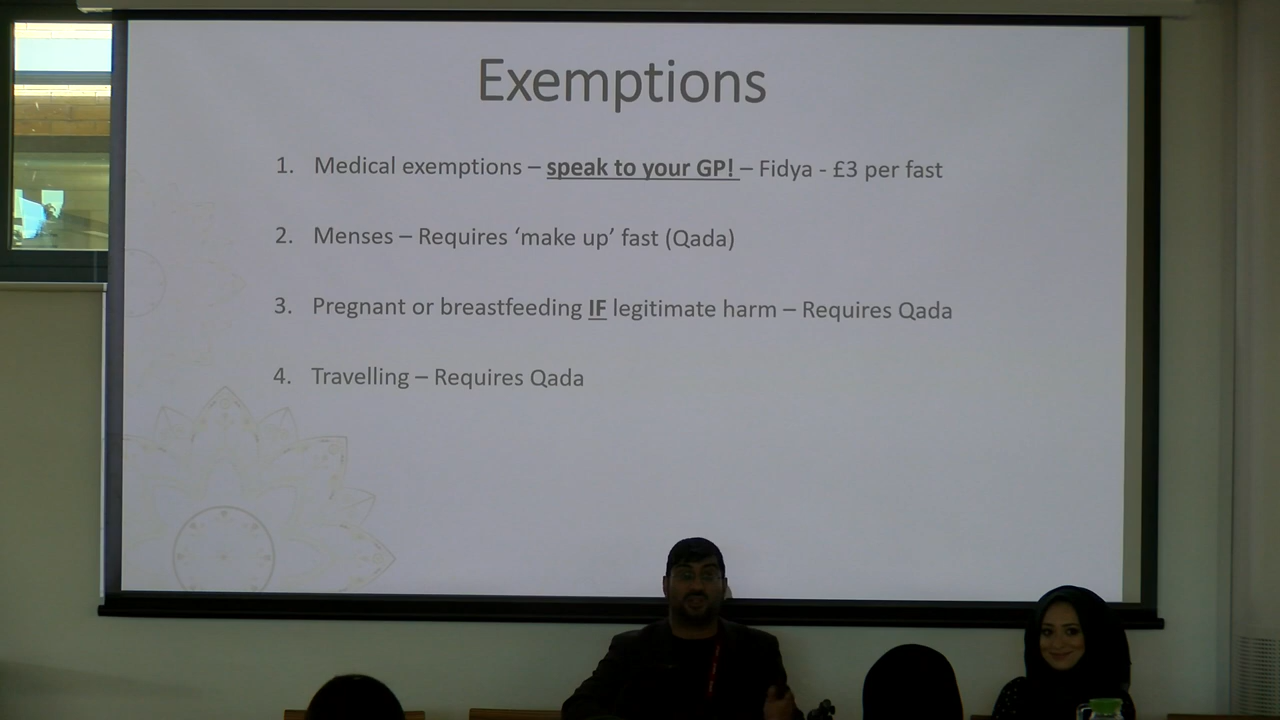 Exemptions
1. Medical exemptions – speak to your GP! – Fidya - £3 per fast
2. Menses – Requires ‘make up’ fast (Qada)
3. Pregnant or breastfeeding IF legitimate harm – Requires Qada
4. Travelling – Requires Qada